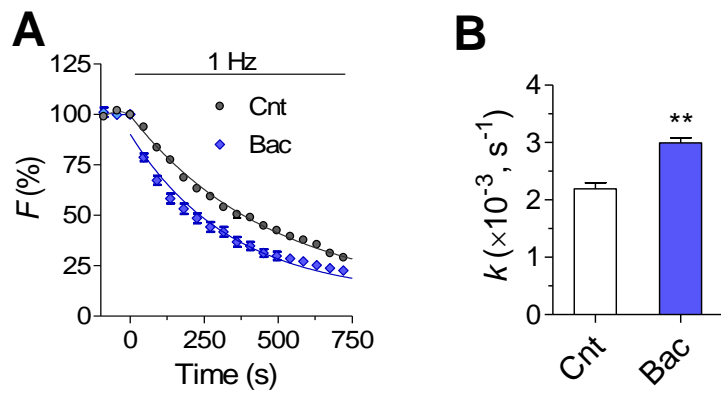 A
1 Hz
Cnt
Bac
F (%)
125
100
75
50
25
0
0 250 500 750
Time (s)
B
**
k (×10-3, s-1)
4
3
2
1
0
Cnt Bac